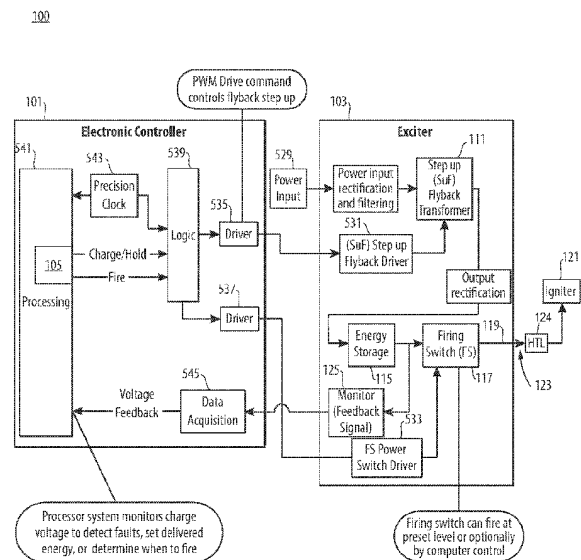 100
PWM Drive command
controls flyback step up
101
103
Electronic Controller
Exciter
541
543
539
529
111
Precision
Clock
Power
Input
Power input
rectification
and filtering
Step up
(SuF)
Flyback
Transformer
535
531
Logic
Driver
(SuF) Step up
Flyback Driver
105
Charge/Hold
Fire
Processing
537
Driver
Output
rectification
121
Igniter
119
124
HTL
123
Energy
Storage
115
Firing
Switch (FS)
117
545
125
Voltage
Feedback
Data
Acquisition
Monitor
(Feedback
Signal)
533
FS Power
Switch Driver
Processor system monitors charge
voltage to detect faults, set delivered
energy, or determine when to fire
Firing switch can fire at
preset level or optionally
by computer control